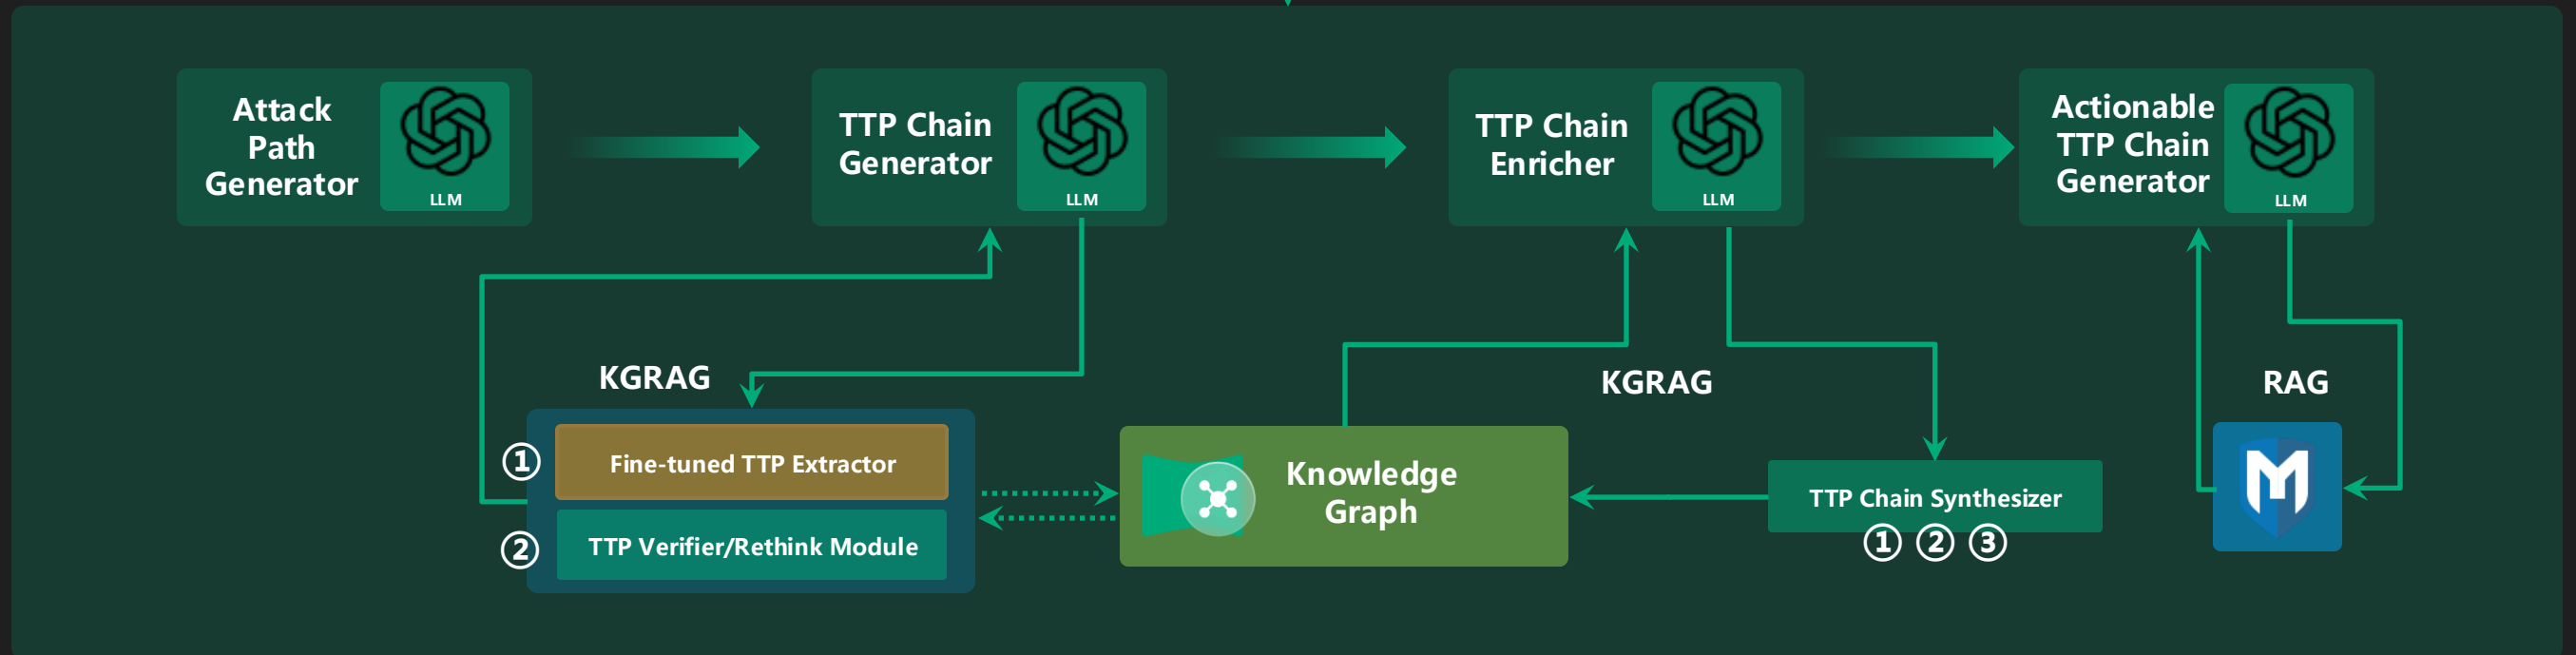 Attack
Path
Generator
LLM
TTP Chain
Generator
LLM
TTP Chain
Enricher
LLM
Actionable
TTP Chain
Generator
LLM
KGRAG
① Fine-tuned TTP Extractor
② TTP Verifier/Rethink Module
Knowledge
Graph
KGRAG
TTP Chain Synthesizer
① ② ③
RAG
M